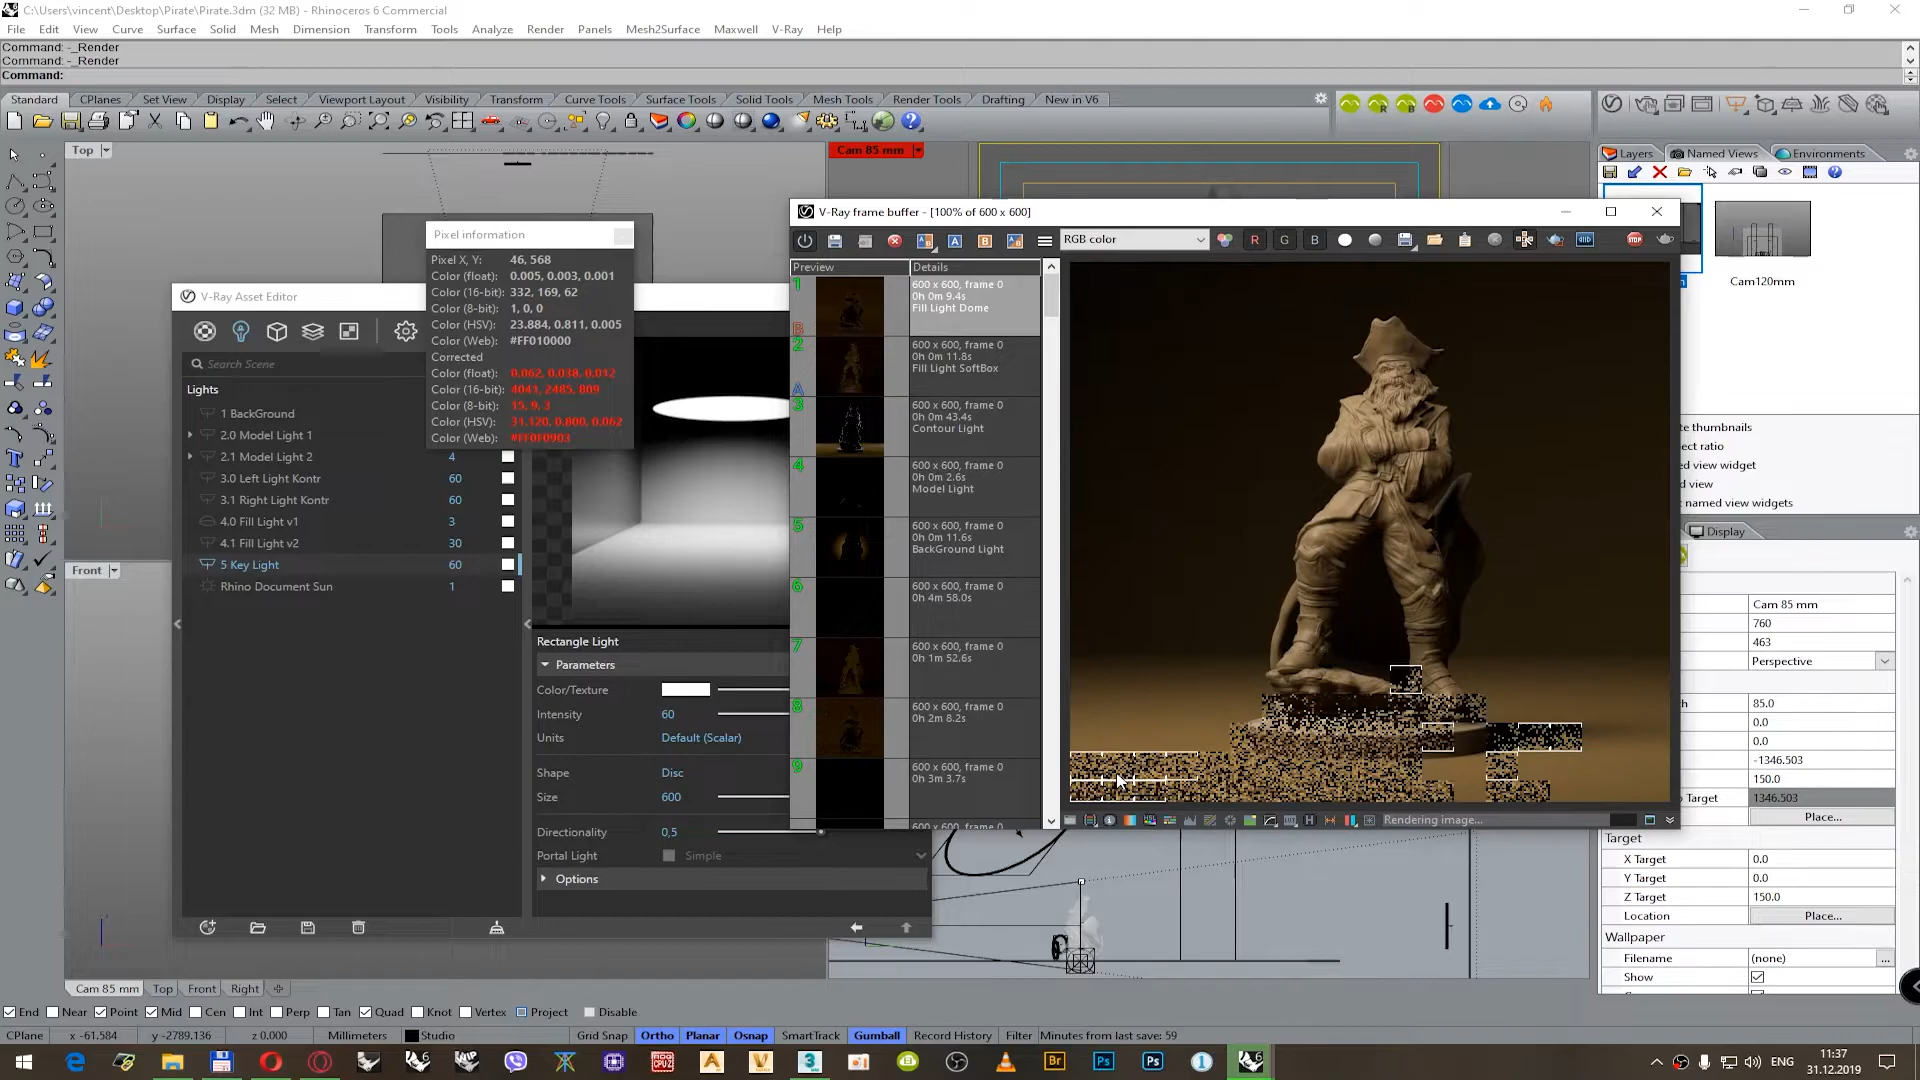 C:\Users\vincent\Desktop\Pirate\Pirate.3dm (32 MB) - Rhinoceros 6 Commercial
File Edit View Curve Surface Solid Mesh Dimension Transform Tools Analyze Render Panels Mesh2Surface Maxwell V-Ray Help
Command: -_Render
Command: -_Render
Command:
Standard CPlanes Set View Display Select Viewport Layout Visibility Transform Curve Tools Surface Tools Solid Tools Mesh Tools Render Tools Drafting New in V6
Top
Cam 85 mm
Layers Named Views Environments
Cam120mm
Pixel information
Pixel X, Y: 46, 568
Color (float): 0.005, 0.003, 0.001
Color (16-bit): 332, 169, 62
Color (8-bit): 1, 0, 0
Color (HSV): 23.884, 0.811, 0.005
Color (Web): #FF010000
Corrected
Color (float): 0.062, 0.038, 0.012
Color (16-bit): 4041, 2485, 809
Color (8-bit): 15, 9, 3
Color (HSV): 31.120, 0.800, 0.062
Color (Web): #FF0F0903
V-Ray Asset Editor
Search Scene
Lights
1 BackGround
2.0 Model Light 1
2.1 Model Light 2 4
3.0 Left Light Kontr 60
3.1 Right Light Kontr 60
4.0 Fill Light v1 3
4.1 Fill Light v2 30
5 Key Light 60
Rhino Document Sun 1
Rectangle Light
Parameters
Color/Texture
Intensity 60
Units Default (Scalar)
Shape Disc
Size 600
Directionality 0,5
Portal Light Simple
Options
V-Ray frame buffer - [100% of 600 x 600]
RGB color R G B
Preview Details
1 B
600 x 600, frame 0
0h 0m 9.4s
Fill Light Dome
2 A
600 x 600, frame 0
0h 0m 11.8s
Fill Light SoftBox
3
600 x 600, frame 0
0h 0m 43.4s
Contour Light
4
600 x 600, frame 0
0h 0m 2.6s
Model Light
5
600 x 600, frame 0
0h 0m 11.6s
BackGround Light
6
600 x 600, frame 0
0h 4m 58.0s
7
600 x 600, frame 0
0h 1m 52.6s
8
600 x 600, frame 0
0h 2m 8.2s
9
600 x 600, frame 0
0h 3m 3.7s
600 x 600, frame 0
Rendering image...
te thumbnails
ect ratio
ed view widget
d view
t named view widgets
Display
Cam 85 mm
760
463
Perspective
th 85.0
0.0
0.0
-1346.503
150.0
Target 1346.503
Place...
Target
X Target 0.0
Y Target 0.0
Z Target 150.0
Location Place...
Wallpaper
Filename (none) ...
Show
Front
Cam 85 mm Top Front Right
End Near Point Mid Cen Int Perp Tan Quad Knot Vertex Project Disable
CPlane x -61.584 y -2789.136 z 0.000 Millimeters Studio Grid Snap Ortho Planar Osnap SmartTrack Gumball Record History Filter Minutes from last save: 59
ENG
11:37
31.12.2019